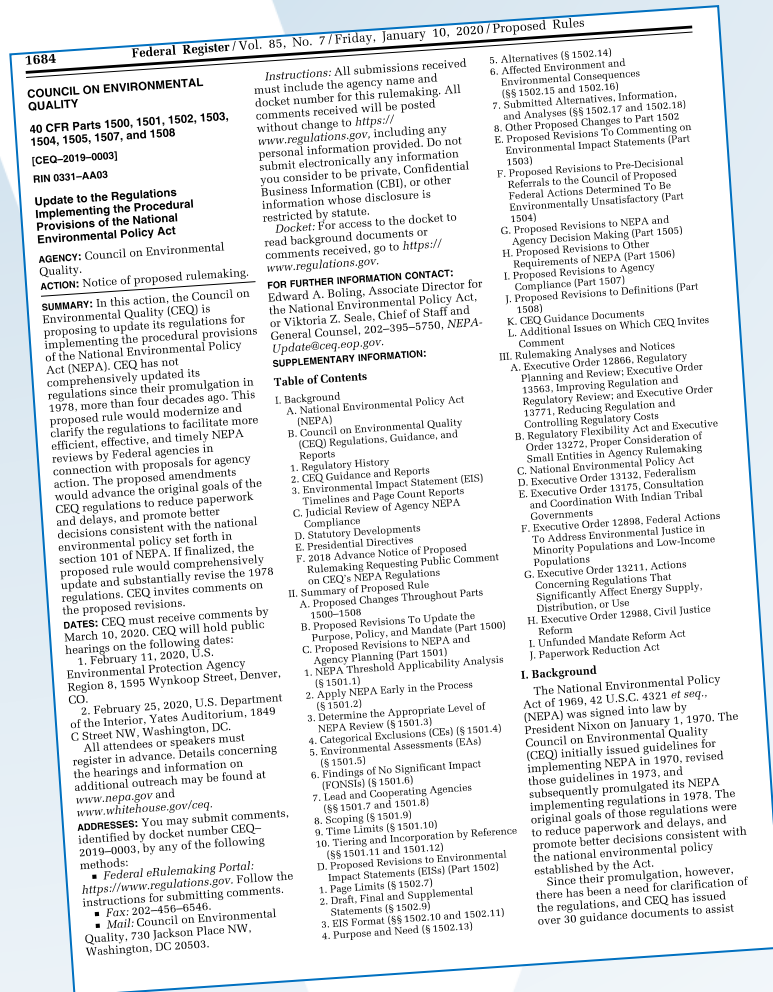 1684 Federal Register / Vol. 85, No. 7 / Friday, January 10, 2020 / Proposed Rules
COUNCIL ON ENVIRONMENTAL
QUALITY
40 CFR Parts 1500, 1501, 1502, 1503,
1504, 1505, 1507, and 1508
[CEQ–2019–0003]
RIN 0331–AA03
Update to the Regulations
Implementing the Procedural
Provisions of the National
Environmental Policy Act
AGENCY: Council on Environmental
Quality.
ACTION: Notice of proposed rulemaking.
SUMMARY: In this action, the Council on
Environmental Quality (CEQ) is
proposing to update its regulations for
implementing the procedural provisions
of the National Environmental Policy
Act (NEPA). CEQ has not
comprehensively updated its
regulations since their promulgation in
1978, more than four decades ago. This
proposed rule would modernize and
clarify the regulations to facilitate more
efficient, effective, and timely NEPA
reviews by Federal agencies in
connection with proposals for agency
action. The proposed amendments
would advance the original goals of the
CEQ regulations to reduce paperwork
and delays, and promote better
decisions consistent with the national
environmental policy set forth in
section 101 of NEPA. If finalized, the
proposed rule would comprehensively
update and substantially revise the 1978
regulations. CEQ invites comments on
the proposed revisions.
DATES: CEQ must receive comments by
March 10, 2020. CEQ will hold public
hearings on the following dates:
1. February 11, 2020, U.S.
Environmental Protection Agency
Region 8, 1595 Wynkoop Street, Denver,
CO.
2. February 25, 2020, U.S. Department
of the Interior, Yates Auditorium, 1849
C Street NW, Washington, DC.
All attendees or speakers must
register in advance. Details concerning
the hearings and information on
additional outreach may be found at
www.nepa.gov and
www.whitehouse.gov/ceq.
ADDRESSES: You may submit comments,
identified by docket number CEQ–
2019–0003, by any of the following
methods:
▪ Federal eRulemaking Portal:
https://www.regulations.gov. Follow the
instructions for submitting comments.
▪ Fax: 202–456–6546.
▪ Mail: Council on Environmental
Quality, 730 Jackson Place NW,
Washington, DC 20503.
Instructions: All submissions received
must include the agency name and
docket number for this rulemaking. All
comments received will be posted
without change to https://
www.regulations.gov, including any
personal information provided. Do not
submit electronically any information
you consider to be private, Confidential
Business Information (CBI), or other
information whose disclosure is
restricted by statute.
Docket: For access to the docket to
read background documents or
comments received, go to https://
www.regulations.gov.
FOR FURTHER INFORMATION CONTACT:
Edward A. Boling, Associate Director for
the National Environmental Policy Act,
or Viktoria Z. Seale, Chief of Staff and
General Counsel, 202–395–5750, NEPA-
Update@ceq.eop.gov.
SUPPLEMENTARY INFORMATION:
Table of Contents
I. Background
A. National Environmental Policy Act
(NEPA)
B. Council on Environmental Quality
(CEQ) Regulations, Guidance, and
Reports
1. Regulatory History
2. CEQ Guidance and Reports
3. Environmental Impact Statement (EIS)
Timelines and Page Count Reports
C. Judicial Review of Agency NEPA
Compliance
D. Statutory Developments
E. Presidential Directives
F. 2018 Advance Notice of Proposed
Rulemaking Requesting Public Comment
on CEQ's NEPA Regulations
II. Summary of Proposed Rule
A. Proposed Changes Throughout Parts
1500–1508
B. Proposed Revisions To Update the
Purpose, Policy, and Mandate (Part 1500)
C. Proposed Revisions to NEPA and
Agency Planning (Part 1501)
1. NEPA Threshold Applicability Analysis
(§ 1501.1)
2. Apply NEPA Early in the Process
(§ 1501.2)
3. Determine the Appropriate Level of
NEPA Review (§ 1501.3)
4. Categorical Exclusions (CEs) (§ 1501.4)
5. Environmental Assessments (EAs)
(§ 1501.5)
6. Findings of No Significant Impact
(FONSIs) (§ 1501.6)
7. Lead and Cooperating Agencies
(§§ 1501.7 and 1501.8)
8. Scoping (§ 1501.9)
9. Time Limits (§ 1501.10)
10. Tiering and Incorporation by Reference
(§§ 1501.11 and 1501.12)
D. Proposed Revisions to Environmental
Impact Statements (EISs) (Part 1502)
1. Page Limits (§ 1502.7)
2. Draft, Final and Supplemental
Statements (§ 1502.9)
3. EIS Format (§§ 1502.10 and 1502.11)
4. Purpose and Need (§ 1502.13)
5. Alternatives (§ 1502.14)
6. Affected Environment and
Environmental Consequences
(§§ 1502.15 and 1502.16)
7. Submitted Alternatives, Information,
and Analyses (§§ 1502.17 and 1502.18)
8. Other Proposed Changes to Part 1502
E. Proposed Revisions To Commenting on
Environmental Impact Statements (Part
1503)
F. Proposed Revisions to Pre-Decisional
Referrals to the Council of Proposed
Federal Actions Determined To Be
Environmentally Unsatisfactory (Part
1504)
G. Proposed Revisions to NEPA and
Agency Decision Making (Part 1505)
H. Proposed Revisions to Other
Requirements of NEPA (Part 1506)
I. Proposed Revisions to Agency
Compliance (Part 1507)
J. Proposed Revisions to Definitions (Part
1508)
K. CEQ Guidance Documents
L. Additional Issues on Which CEQ Invites
Comment
III. Rulemaking Analyses and Notices
A. Executive Order 12866, Regulatory
Planning and Review; Executive Order
13563, Improving Regulation and
Regulatory Review; and Executive Order
13771, Reducing Regulation and
Controlling Regulatory Costs
B. Regulatory Flexibility Act and Executive
Order 13272, Proper Consideration of
Small Entities in Agency Rulemaking
C. National Environmental Policy Act
D. Executive Order 13132, Federalism
E. Executive Order 13175, Consultation
and Coordination With Indian Tribal
Governments
F. Executive Order 12898, Federal Actions
To Address Environmental Justice in
Minority Populations and Low-Income
Populations
G. Executive Order 13211, Actions
Concerning Regulations That
Significantly Affect Energy Supply,
Distribution, or Use
H. Executive Order 12988, Civil Justice
Reform
I. Unfunded Mandate Reform Act
J. Paperwork Reduction Act
I. Background
The National Environmental Policy
Act of 1969, 42 U.S.C. 4321 et seq.,
(NEPA) was signed into law by
President Nixon on January 1, 1970. The
Council on Environmental Quality
(CEQ) initially issued guidelines for
implementing NEPA in 1970, revised
those guidelines in 1973, and
subsequently promulgated its NEPA
implementing regulations in 1978. The
original goals of those regulations were
to reduce paperwork and delays, and
promote better decisions consistent with
the national environmental policy
established by the Act.
Since their promulgation, however,
there has been a need for clarification of
the regulations, and CEQ has issued
over 30 guidance documents to assist